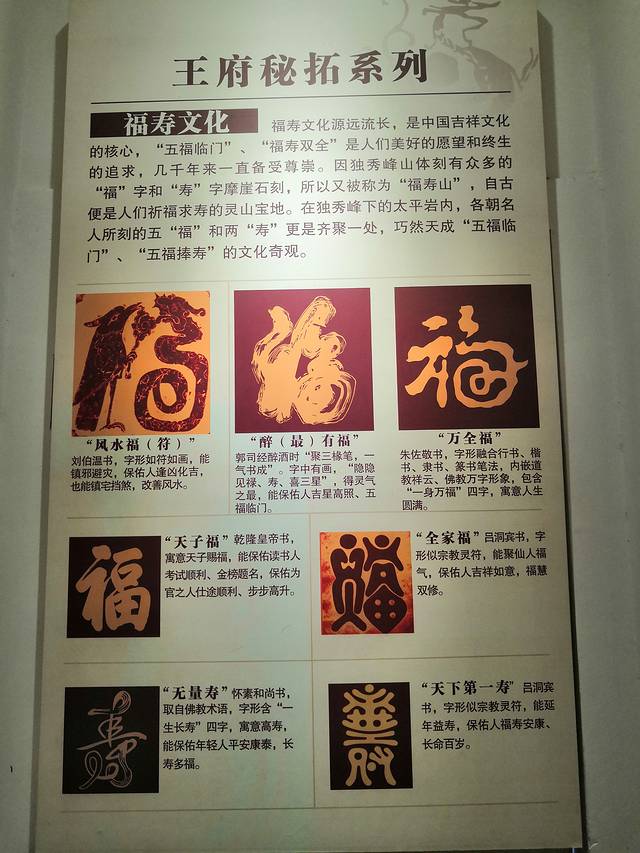 王府秘拓系列
福寿文化 福寿文化源远流长，是中国吉祥文化
的核心，“五福临门”、“福寿双全”是人们美好的愿望和终生
的追求，几千年来一直备受尊崇。因独秀峰山体刻有众多的
“福”字和“寿”字摩崖石刻，所以又被称为“福寿山”，自古
便是人们祈福求寿的灵山宝地。在独秀峰下的太平岩内，各朝名
人所刻的五“福”和两“寿”更是齐聚一处，巧然天成“五福临
门”、“五福捧寿”的文化奇观。
“风水福（符）”
刘伯温书，字形如符如画，能
镇邪避灾，保佑人逢凶化吉，
也能镇宅挡煞，改善风水。
福
“醉（最）有福”
郭司经醉酒时“聚三缘笔，一
气书成”。字中有画，“隐隐
见禄、寿、喜三星”，得灵气
之最，能保佑人吉星高照、五
福临门。
福
“万全福”
朱佐敬书，字形融合行书、楷
书、隶书、篆书笔法，内嵌道
教祥云、佛教万字形象，包含
“一身万福”四字，寓意人生
圆满。
福
“天子福”乾隆皇帝书，
寓意天子赐福，能保佑读书人
考试顺利、金榜题名，保佑为
官之人仕途顺利、步步高升。
“全家福”吕洞宾书，字
形似宗教灵符，能聚仙人福
气，保佑人吉祥如意，福慧
双修。
“无量寿”怀素和尚书，
取自佛教术语，字形含“一
生长寿”四字，寓意高寿，
能保佑年轻人平安康泰，长
寿多福。
“天下第一寿”吕洞宾
书，字形似宗教灵符，能延
年益寿，保佑人福寿安康、
长命百岁。